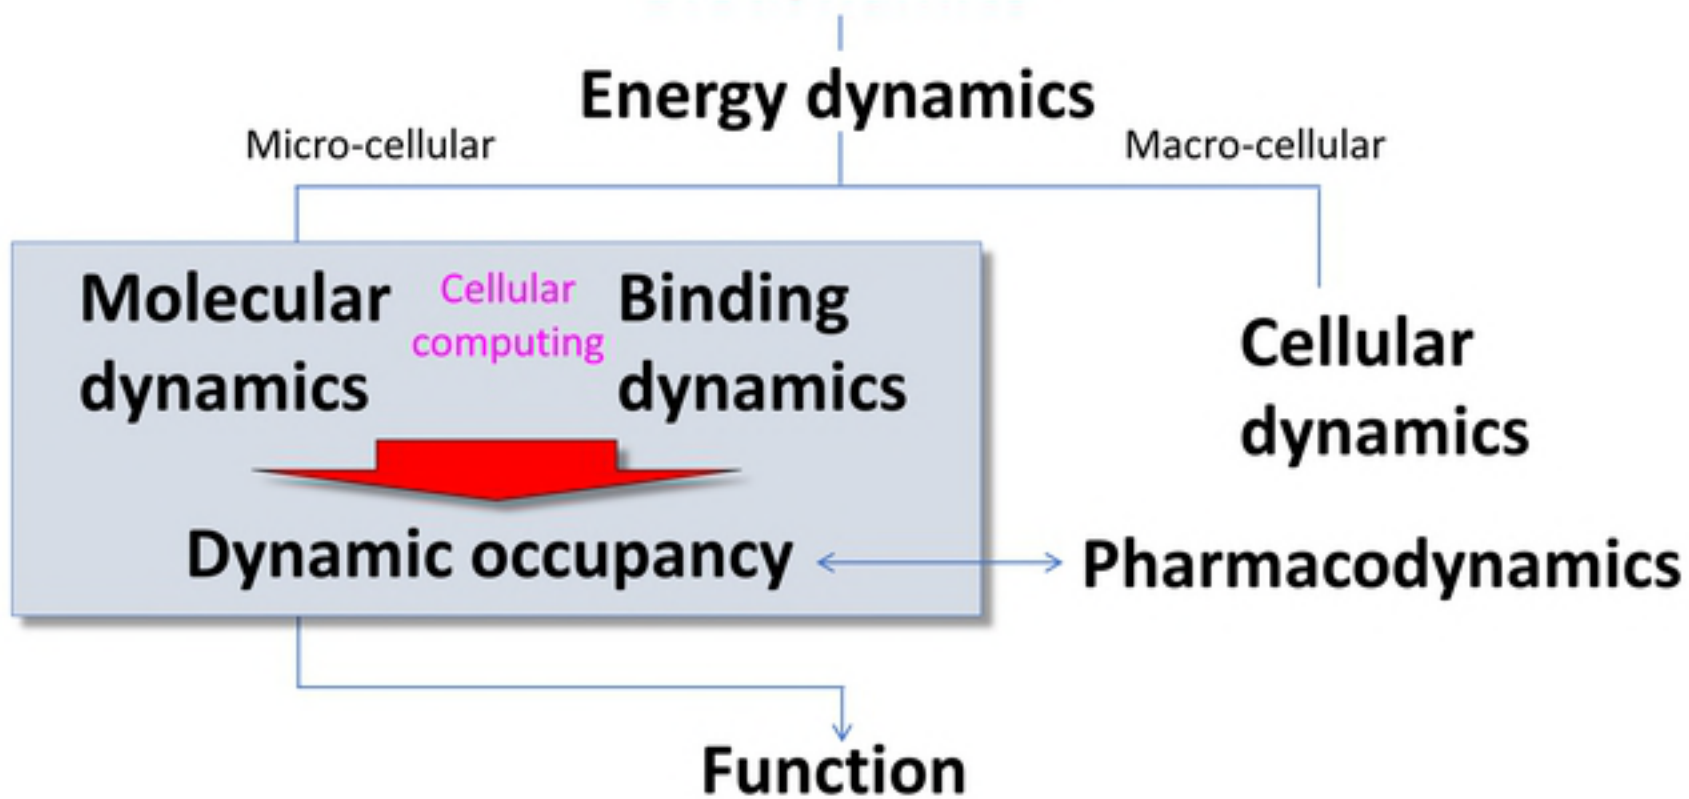 Energy dynamics
Micro-cellular
Macro-cellular
Molecular
dynamics
Cellular
computing
Binding
dynamics
Cellular
dynamics
Dynamic occupancy
Pharmacodynamics
Function